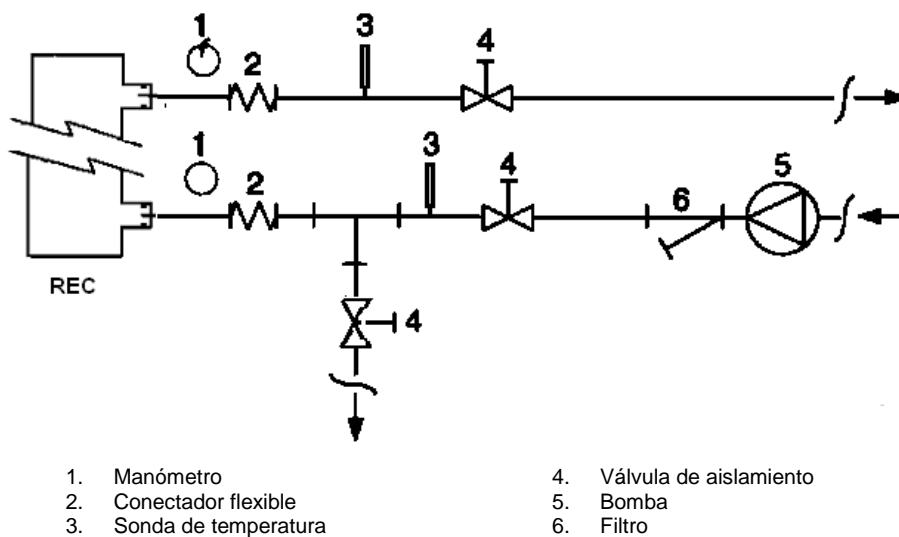 1
2
3
4
1
2
3
4
6
5
REC
4
1. Manómetro
2. Conectador flexible
3. Sonda de temperatura
4. Válvula de aislamiento
5. Bomba
6. Filtro